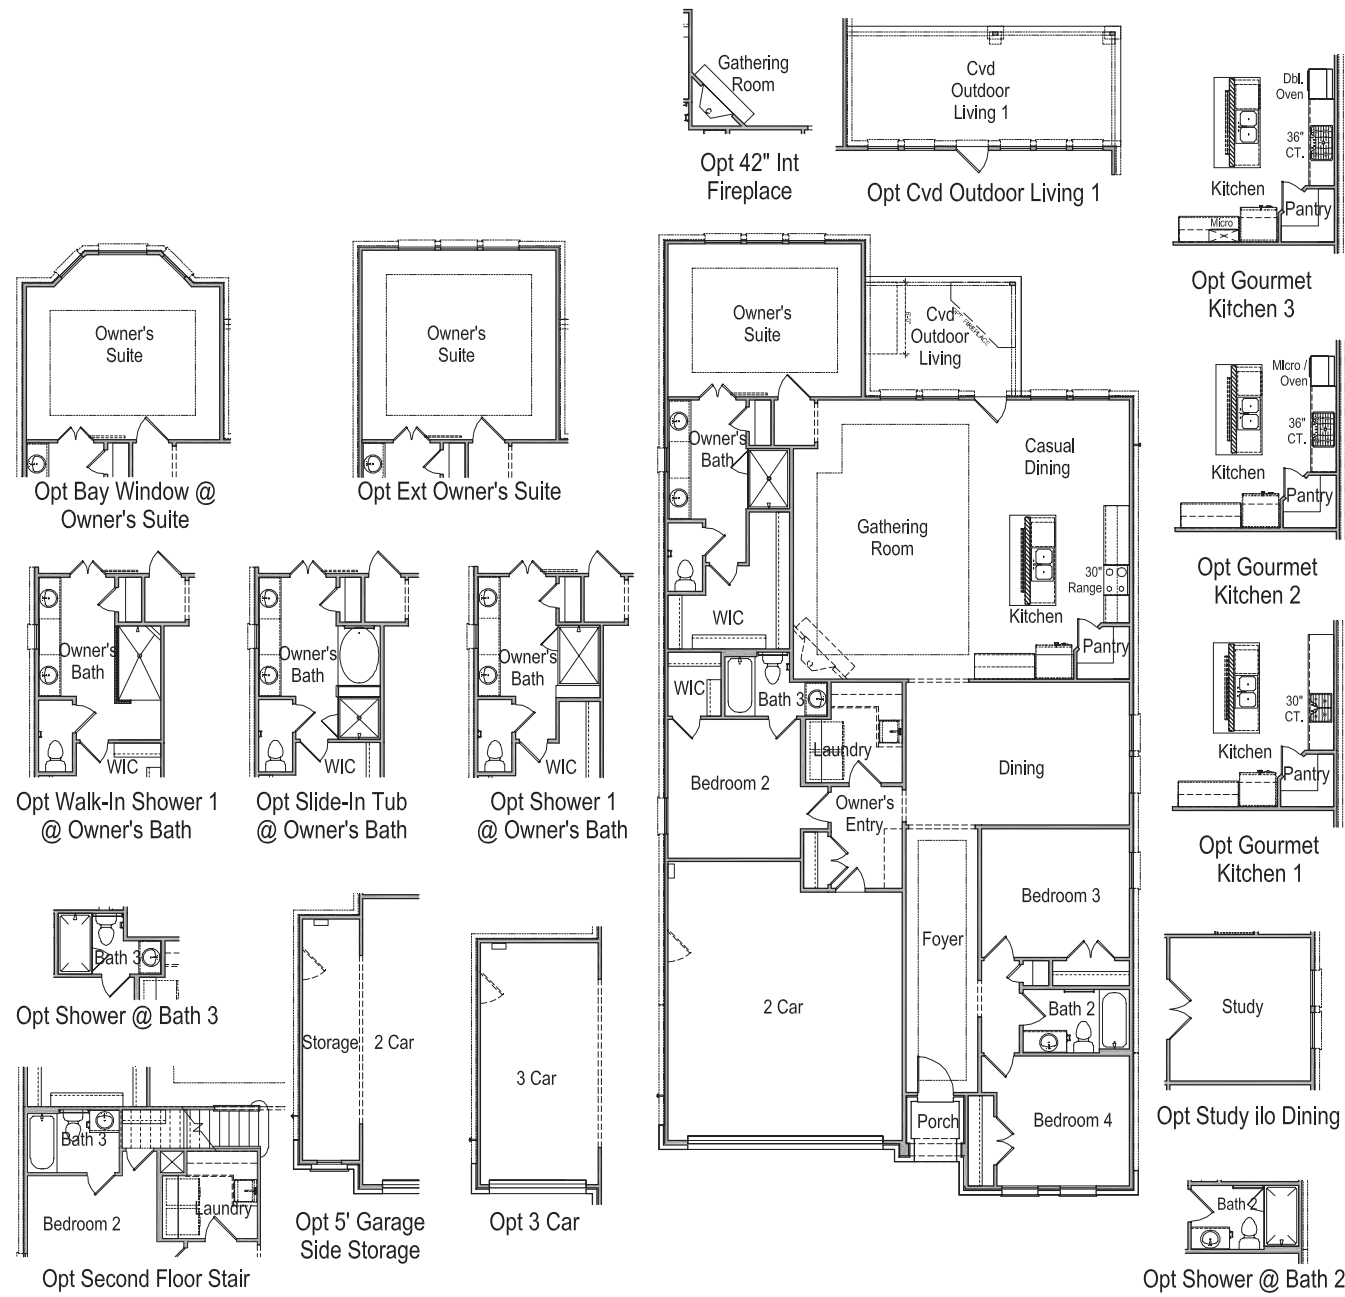 Gathering
Room
Opt 42" Int
Fireplace
Cvd
Outdoor
Living 1
Opt Cvd Outdoor Living 1
Dbl.
Oven
36"
CT.
Kitchen
Pantry
Micro
Opt Gourmet
Kitchen 3
Owner's
Suite
Opt Bay Window @
Owner's Suite
Owner's
Suite
Opt Ext Owner's Suite
Owner's
Suite
Cvd
Outdoor
Living
OPT FIREPLACE
Owner's
Bath
Casual
Dining
Gathering
Room
30"
Range
Kitchen
Pantry
WIC
WIC
Bath 3
Laundry
Bedroom 2
Owner's
Entry
Dining
Bedroom 3
Foyer
2 Car
Bath 2
Porch
Bedroom 4
Micro /
Oven
36"
CT.
Kitchen
Pantry
Opt Gourmet
Kitchen 2
30"
CT.
Kitchen
Pantry
Opt Gourmet
Kitchen 1
Owner's
Bath
WIC
Opt Walk-In Shower 1
@ Owner's Bath
Owner's
Bath
WIC
Opt Slide-In Tub
@ Owner's Bath
Owner's
Bath
WIC
Opt Shower 1
@ Owner's Bath
Bath 3
Opt Shower @ Bath 3
Storage
2 Car
Opt 5' Garage
Side Storage
3 Car
Opt 3 Car
Study
Opt Study ilo Dining
Bath 3
Laundry
Bedroom 2
Opt Second Floor Stair
Bath 2
Opt Shower @ Bath 2